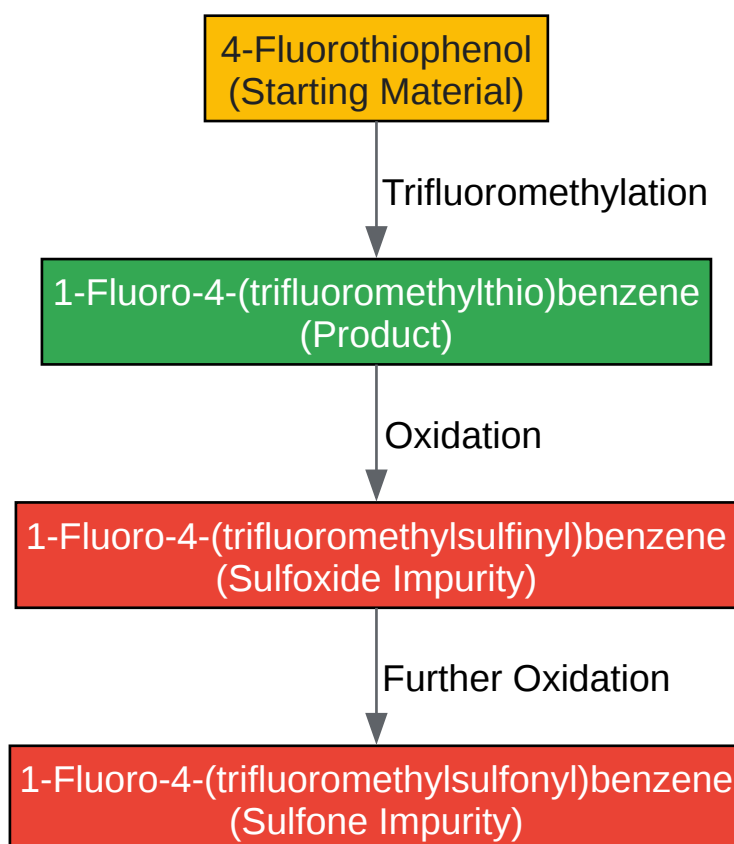 4-Fluorothiophenol
(Starting Material)
Trifluoromethylation
1-Fluoro-4-(trifluoromethylthio)benzene
(Product)
Oxidation
1-Fluoro-4-(trifluoromethylsulfinyl)benzene
(Sulfoxide Impurity)
Further Oxidation
1-Fluoro-4-(trifluoromethylsulfonyl)benzene
(Sulfone Impurity)